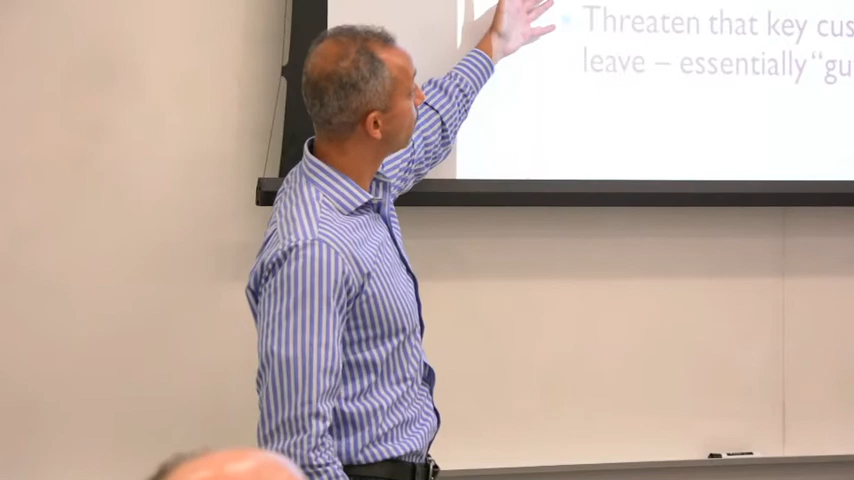 Threaten that key cus
leave – essentially “gu